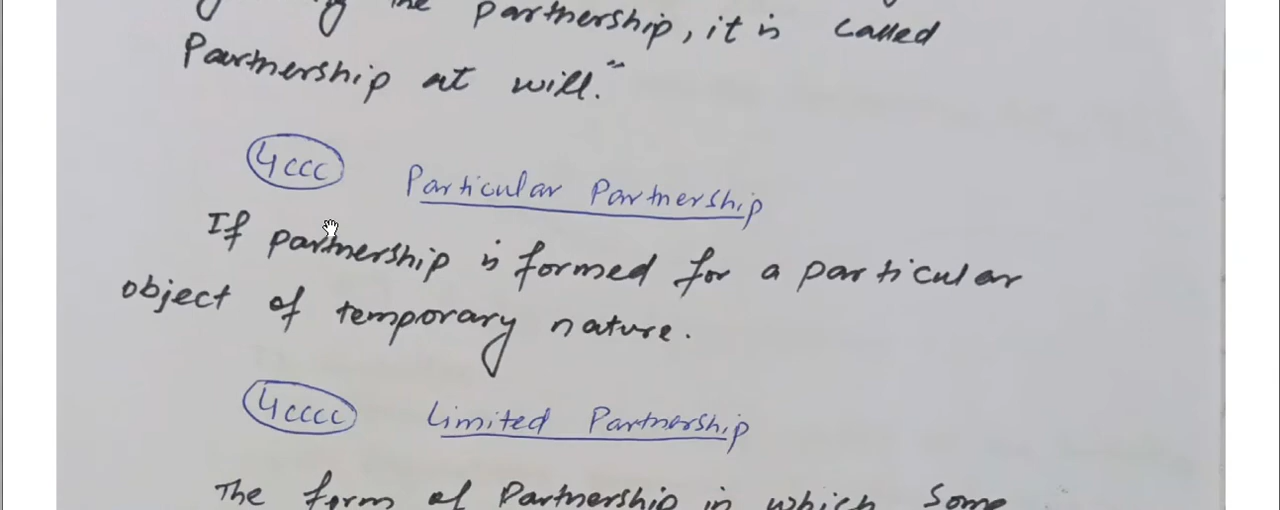 the Partnership, it is called
Partnership at will."
4ccc Particular Partnership
If partnership is formed for a particular
object of temporary nature.
4cccc Limited Partnership
The form of Partnership in which Some